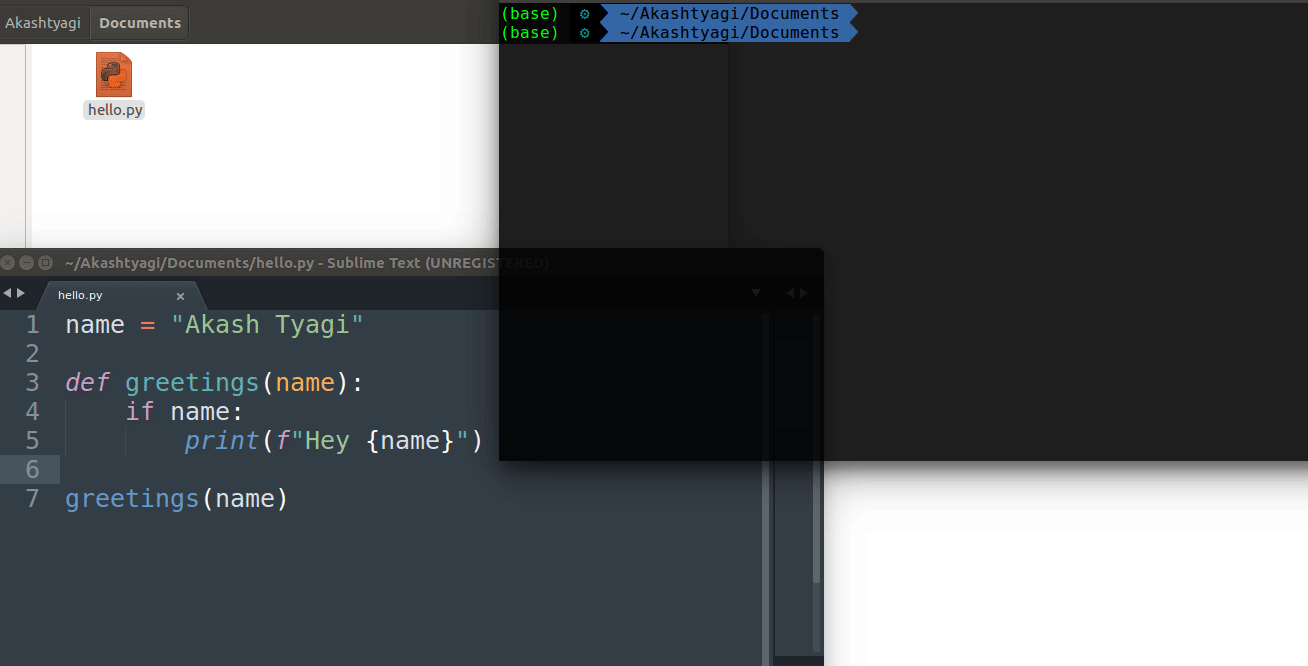 Akashtyagi Documents
hello.py
(base) ⚙ ~/Akashtyagi/Documents
(base) ⚙ ~/Akashtyagi/Documents
~/Akashtyagi/Documents/hello.py - Sublime Text (UNREGISTERED)
hello.py ×
1 name = "Akash Tyagi"
2
3 def greetings(name):
4     if name:
5         print(f"Hey {name}")
6
7 greetings(name)